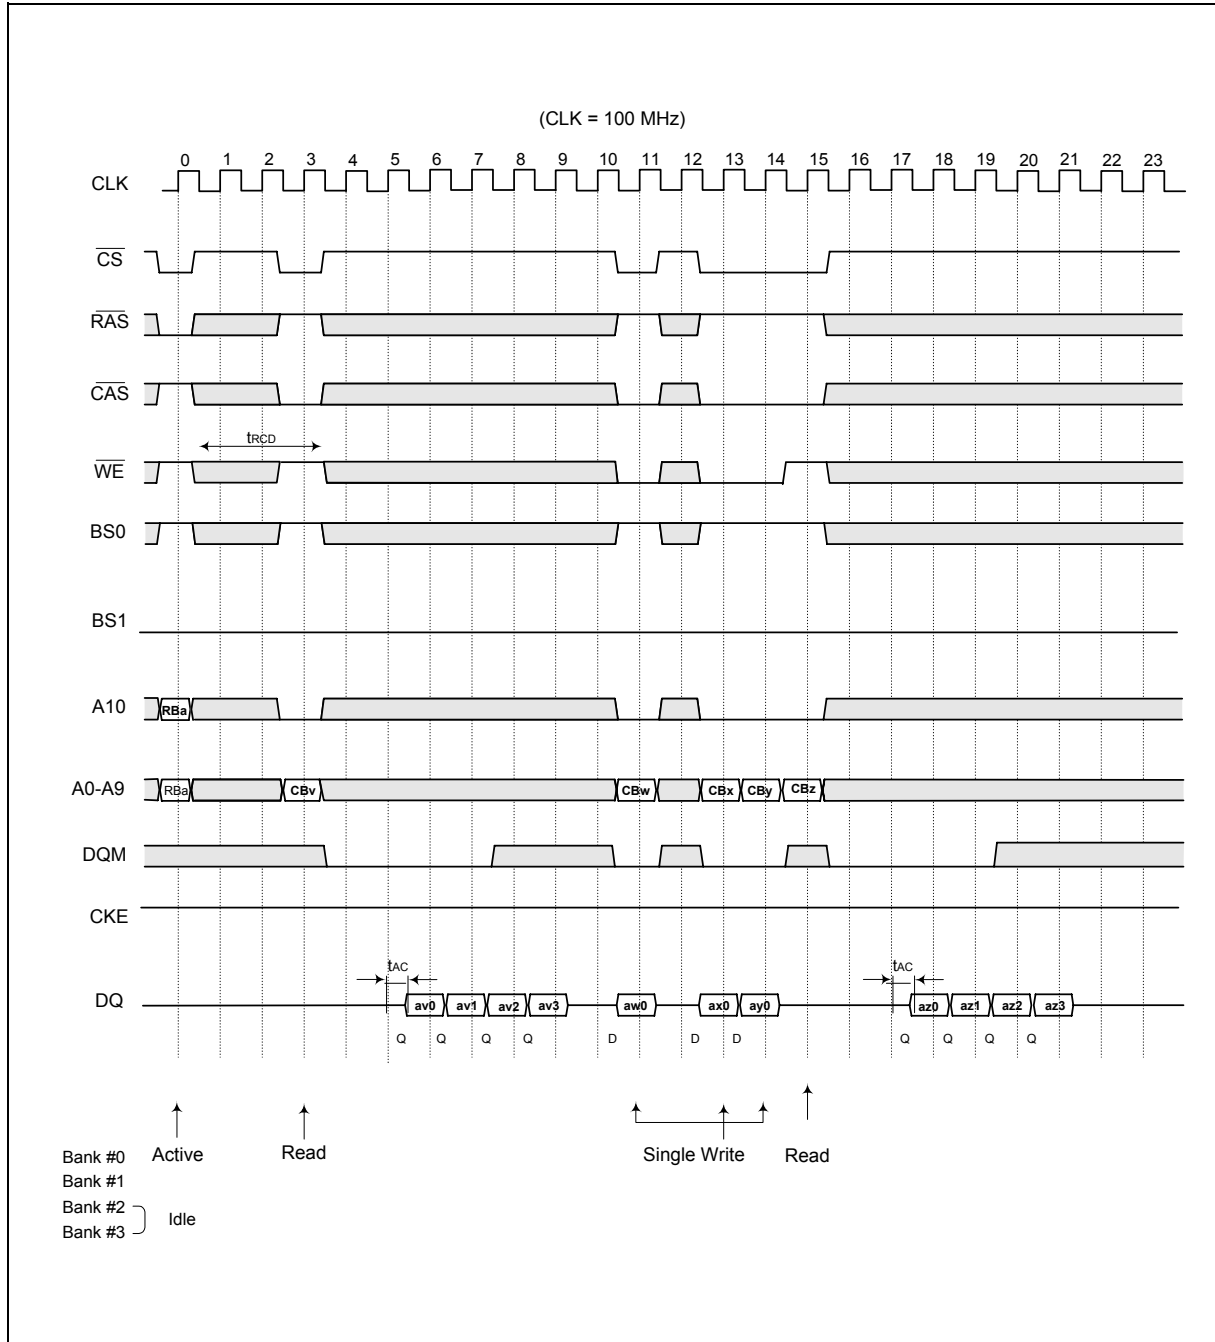 (CLK = 100 MHz)
0 1 2 3 4 5 6 7 8 9 10 11 12 13 14 15 16 17 18 19 20 21 22 23
CLK
CS
RAS
CAS
tRCD
WE
BS0
BS1
A10 RBa
A0-A9 RBa CBv CBw CBx CBy CBz
DQM
CKE
tAC tAC
DQ av0 av1 av2 av3 aw0 ax0 ay0 az0 az1 az2 az3
Q Q Q Q D D D Q Q Q Q
Bank #0 Active Read Single Write Read
Bank #1
Bank #2
Idle
Bank #3